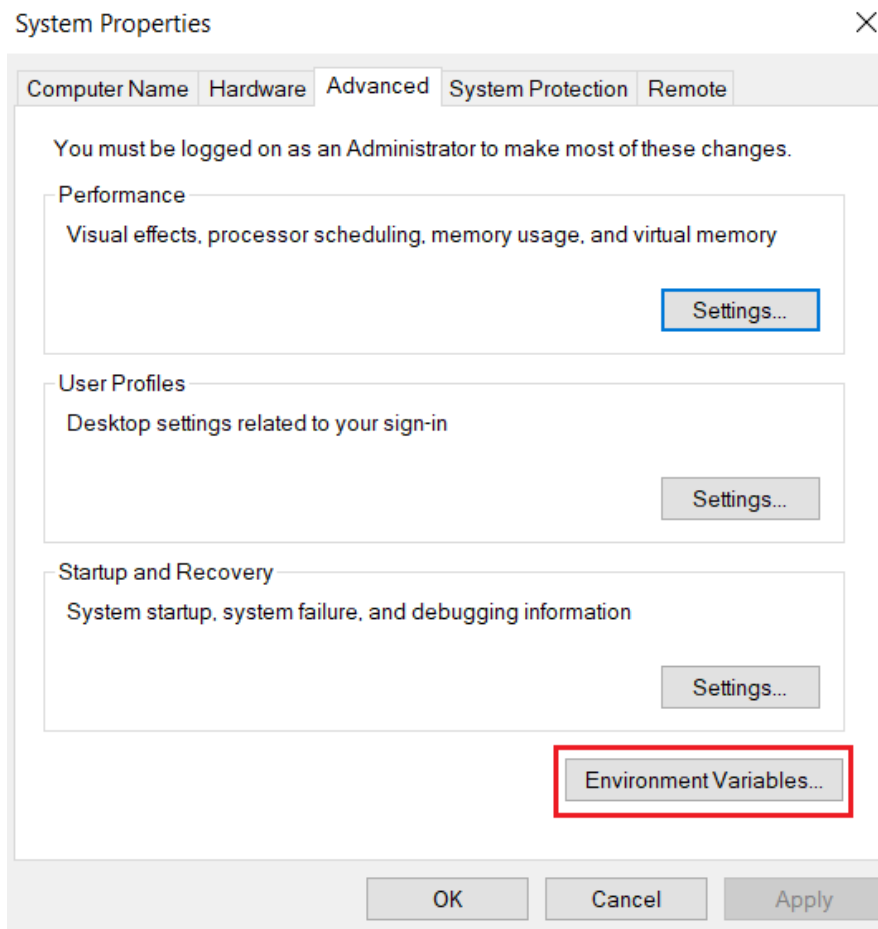 System Properties
Computer Name Hardware Advanced System Protection Remote
You must be logged on as an Administrator to make most of these changes.
Performance
Visual effects, processor scheduling, memory usage, and virtual memory
Settings...
User Profiles
Desktop settings related to your sign-in
Settings...
Startup and Recovery
System startup, system failure, and debugging information
Settings...
Environment Variables...
OK Cancel Apply